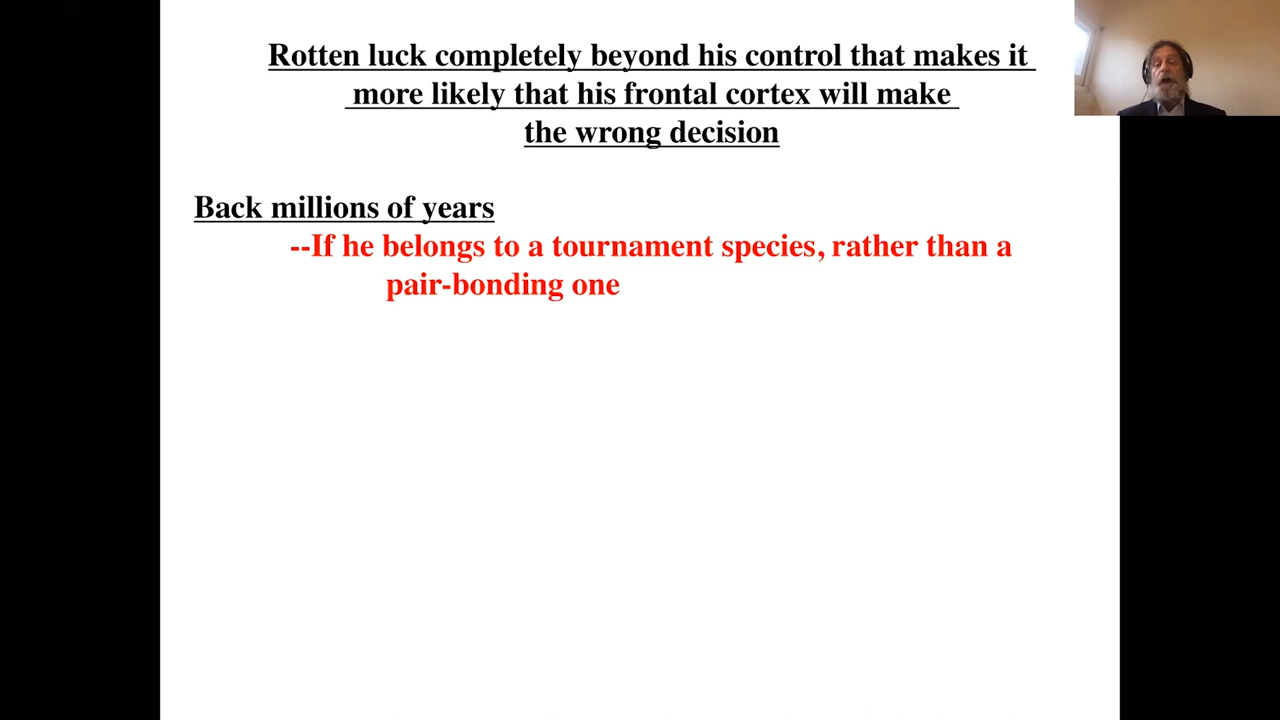 Rotten luck completely beyond his control that makes it
more likely that his frontal cortex will make
the wrong decision
Back millions of years
--If he belongs to a tournament species, rather than a
pair-bonding one